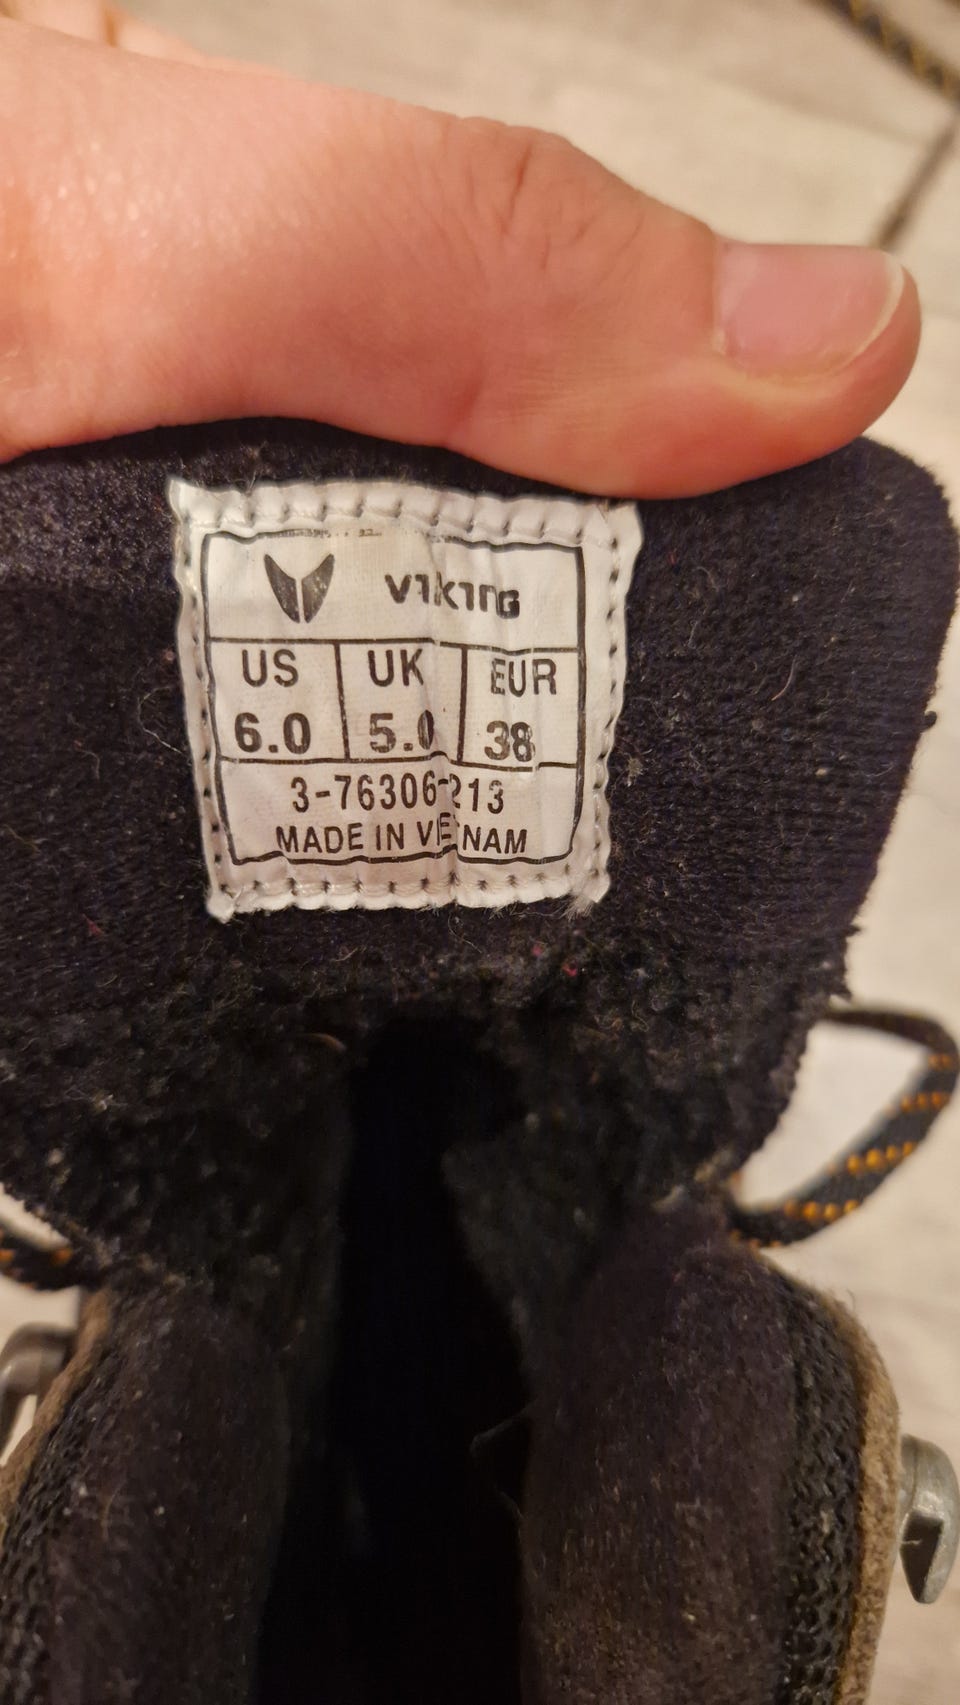 VIKING
US UK EUR
6.0 5.0 38
3-76306-213
MADE IN VIETNAM